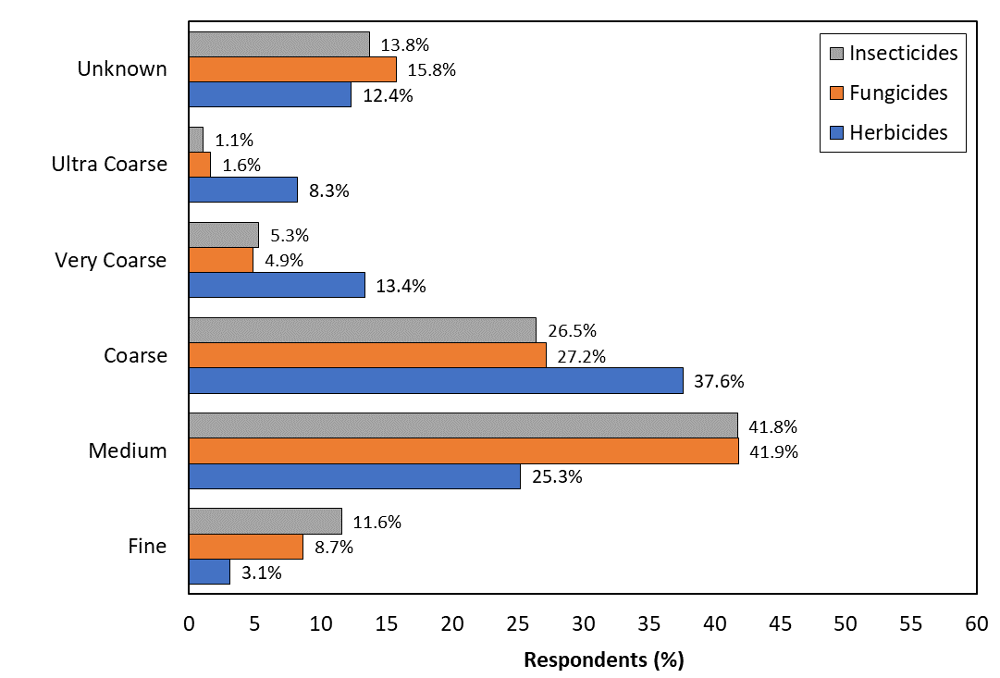 Insecticides
Fungicides
Herbicides
Unknown
13.8%
15.8%
12.4%
Ultra Coarse
1.1%
1.6%
8.3%
Very Coarse
5.3%
4.9%
13.4%
Coarse
26.5%
27.2%
37.6%
Medium
41.8%
41.9%
25.3%
Fine
11.6%
8.7%
3.1%
0 5 10 15 20 25 30 35 40 45 50 55 60
Respondents (%)